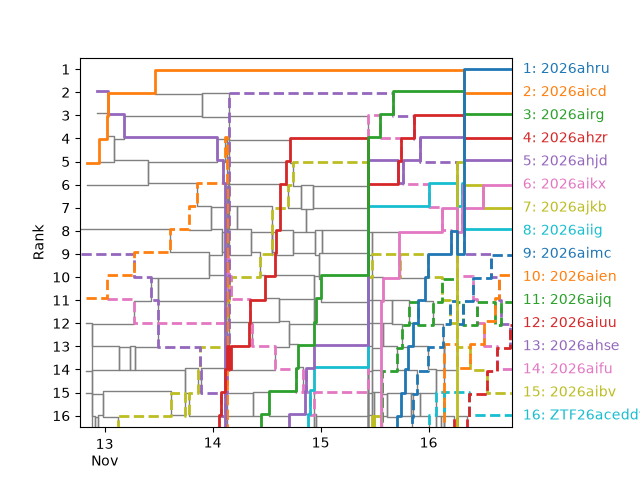 1
2
3
4
5
6
7
8
9
10
11
12
13
14
15
16
Rank
13
14
15
16
Nov
1: 2026ahru
2: 2026aicd
3: 2026airg
4: 2026ahzr
5: 2026ahjd
6: 2026aikx
7: 2026ajkb
8: 2026aiig
9: 2026aimc
10: 2026aien
11: 2026aijq
12: 2026aiuu
13: 2026ahse
14: 2026aifu
15: 2026aibv
16: ZTF26acedd